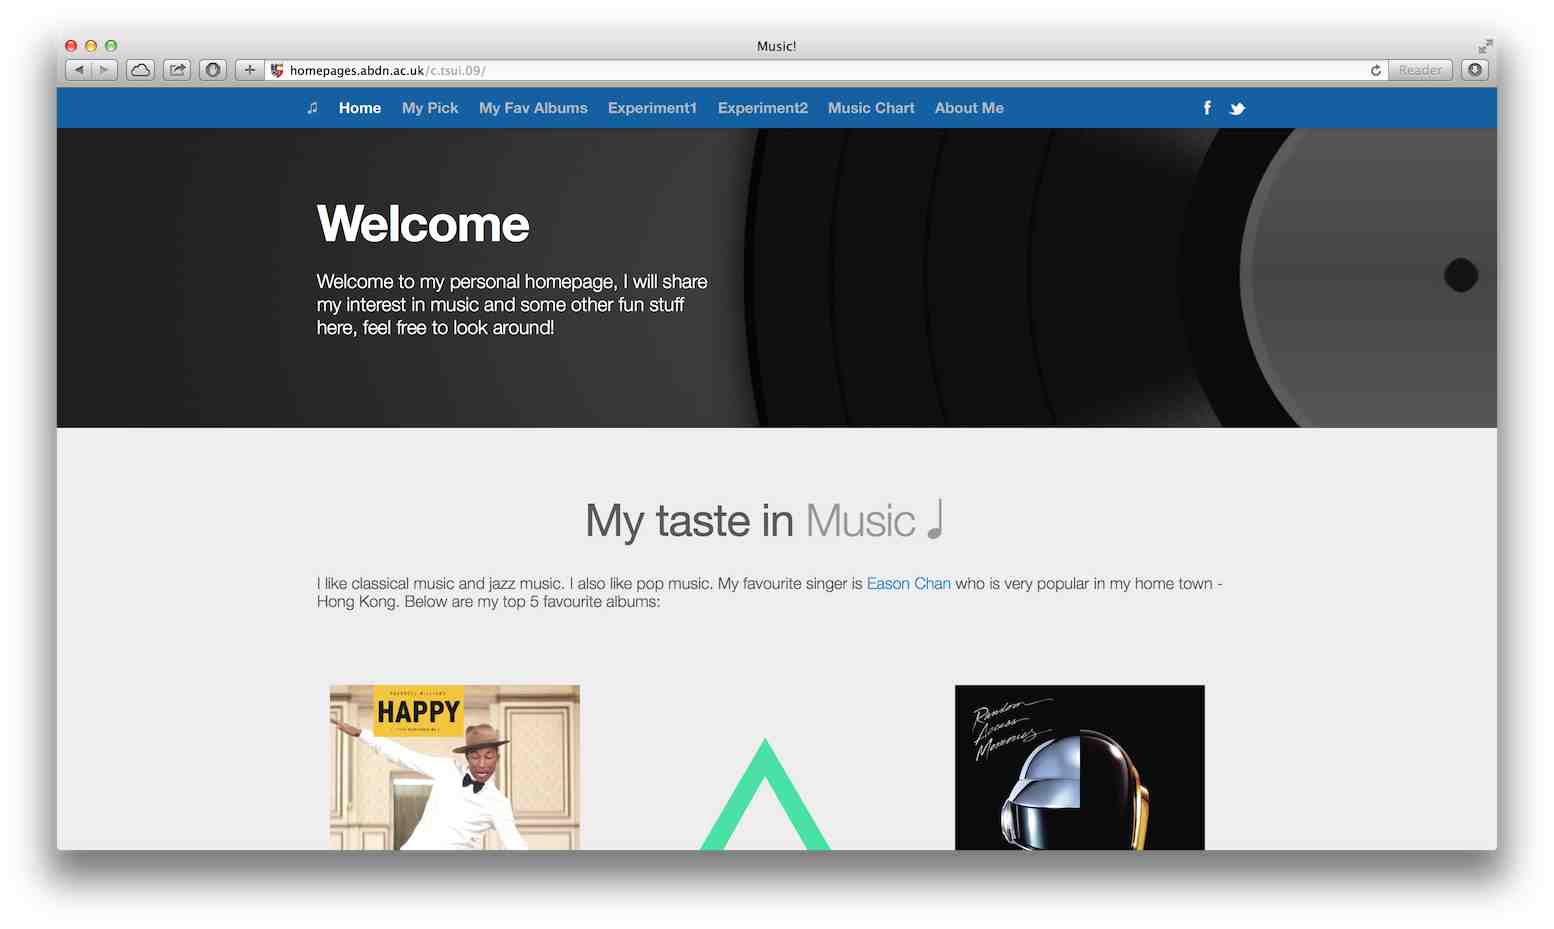 Music!
homepages.abdn.ac.uk/c.tsui.09/
Reader
Home My Pick My Fav Albums Experiment1 Experiment2 Music Chart About Me
Welcome
Welcome to my personal homepage, I will share
my interest in music and some other fun stuff
here, feel free to look around!
My taste in Music
I like classical music and jazz music. I also like pop music. My favourite singer is Eason Chan who is very popular in my home town -
Hong Kong. Below are my top 5 favourite albums:
PHARRELL WILLIAMS
HAPPY
Random
Access
Memories